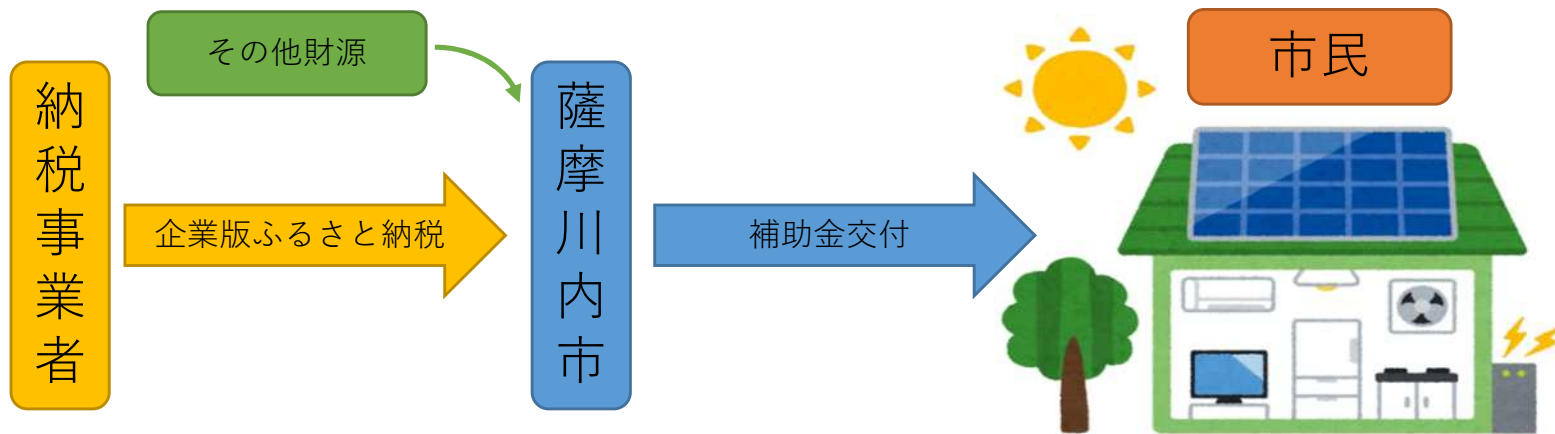 納税事業者
その他財源
企業版ふるさと納税
薩摩川内市
補助金交付
市民